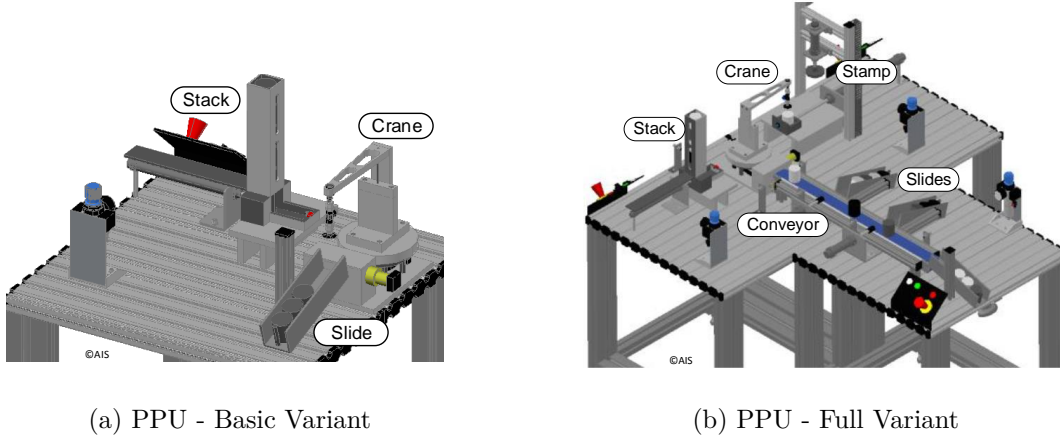 Stack
Crane
Slide
©AIS
Crane
Stamp
Stack
Slides
Conveyor
©AIS
(a) PPU - Basic Variant
(b) PPU - Full Variant